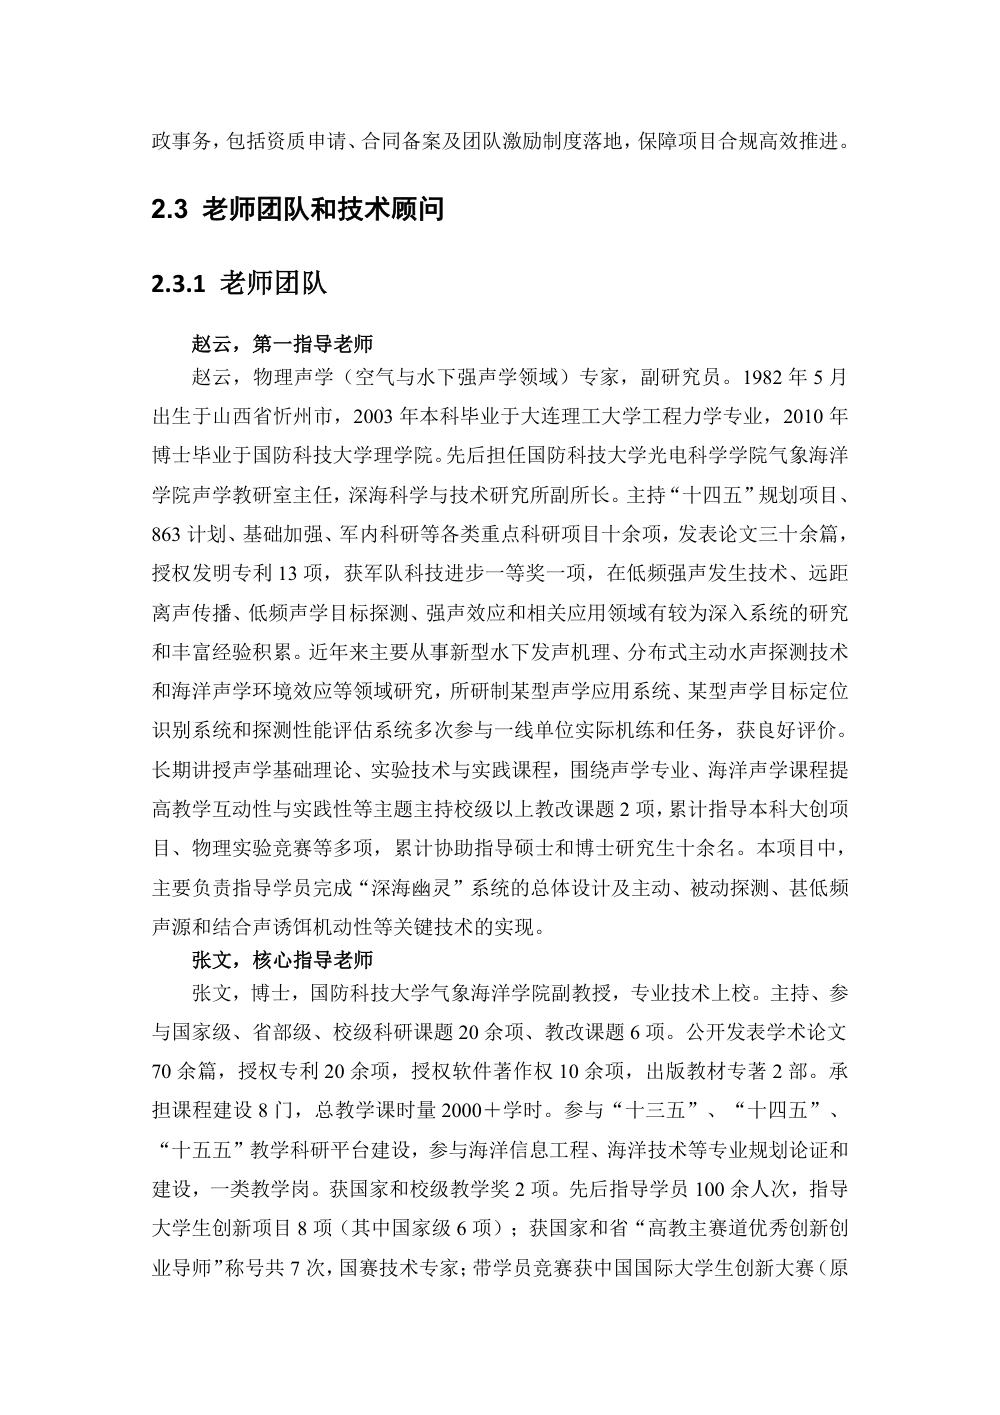 政事务，包括资质申请、合同备案及团队激励制度落地，保障项目合规高效推进。
2.3 老师团队和技术顾问
2.3.1 老师团队
赵云，第一指导老师
赵云，物理声学（空气与水下强声学领域）专家，副研究员。1982 年 5 月
出生于山西省忻州市，2003 年本科毕业于大连理工大学工程力学专业，2010 年
博士毕业于国防科技大学理学院。先后担任国防科技大学光电科学学院气象海洋
学院声学教研室主任，深海科学与技术研究所副所长。主持“十四五”规划项目、
863 计划、基础加强、军内科研等各类重点科研项目十余项，发表论文三十余篇，
授权发明专利 13 项，获军队科技进步一等奖一项，在低频强声发生技术、远距
离声传播、低频声学目标探测、强声效应和相关应用领域有较为深入系统的研究
和丰富经验积累。近年来主要从事新型水下发声机理、分布式主动水声探测技术
和海洋声学环境效应等领域研究，所研制某型声学应用系统、某型声学目标定位
识别系统和探测性能评估系统多次参与一线单位实际机练和任务，获良好评价。
长期讲授声学基础理论、实验技术与实践课程，围绕声学专业、海洋声学课程提
高教学互动性与实践性等主题主持校级以上教改课题 2 项，累计指导本科大创项
目、物理实验竞赛等多项，累计协助指导硕士和博士研究生十余名。本项目中，
主要负责指导学员完成“深海幽灵”系统的总体设计及主动、被动探测、甚低频
声源和结合声诱饵机动性等关键技术的实现。
张文，核心指导老师
张文，博士，国防科技大学气象海洋学院副教授，专业技术上校。主持、参
与国家级、省部级、校级科研课题 20 余项、教改课题 6 项。公开发表学术论文
70 余篇，授权专利 20 余项，授权软件著作权 10 余项，出版教材专著 2 部。承
担课程建设 8 门，总教学课时量 2000＋学时。参与“十三五”、“十四五”、
“十五五”教学科研平台建设，参与海洋信息工程、海洋技术等专业规划论证和
建设，一类教学岗。获国家和校级教学奖 2 项。先后指导学员 100 余人次，指导
大学生创新项目 8 项（其中国家级 6 项）；获国家和省“高教主赛道优秀创新创
业导师”称号共 7 次，国赛技术专家；带学员竞赛获中国国际大学生创新大赛（原